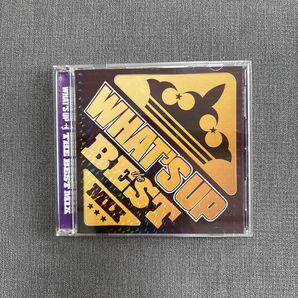 WHAT'S UP THE BEST MIX
WHAT'S UP
the
BEST
MIX